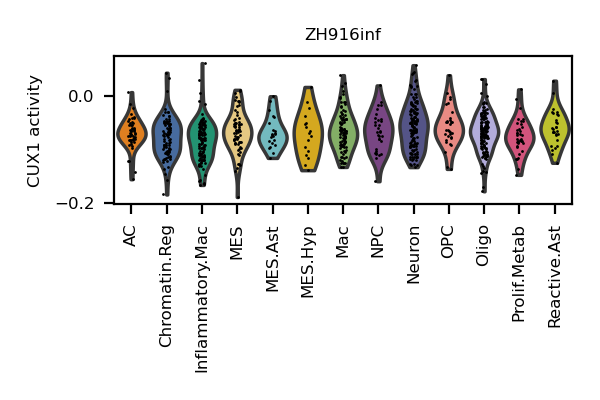 ZH916inf
CUX1 activity
0.0
−0.2
AC
Chromatin.Reg
Inflammatory.Mac
MES
MES.Ast
MES.Hyp
Mac
NPC
Neuron
OPC
Oligo
Prolif.Metab
Reactive.Ast